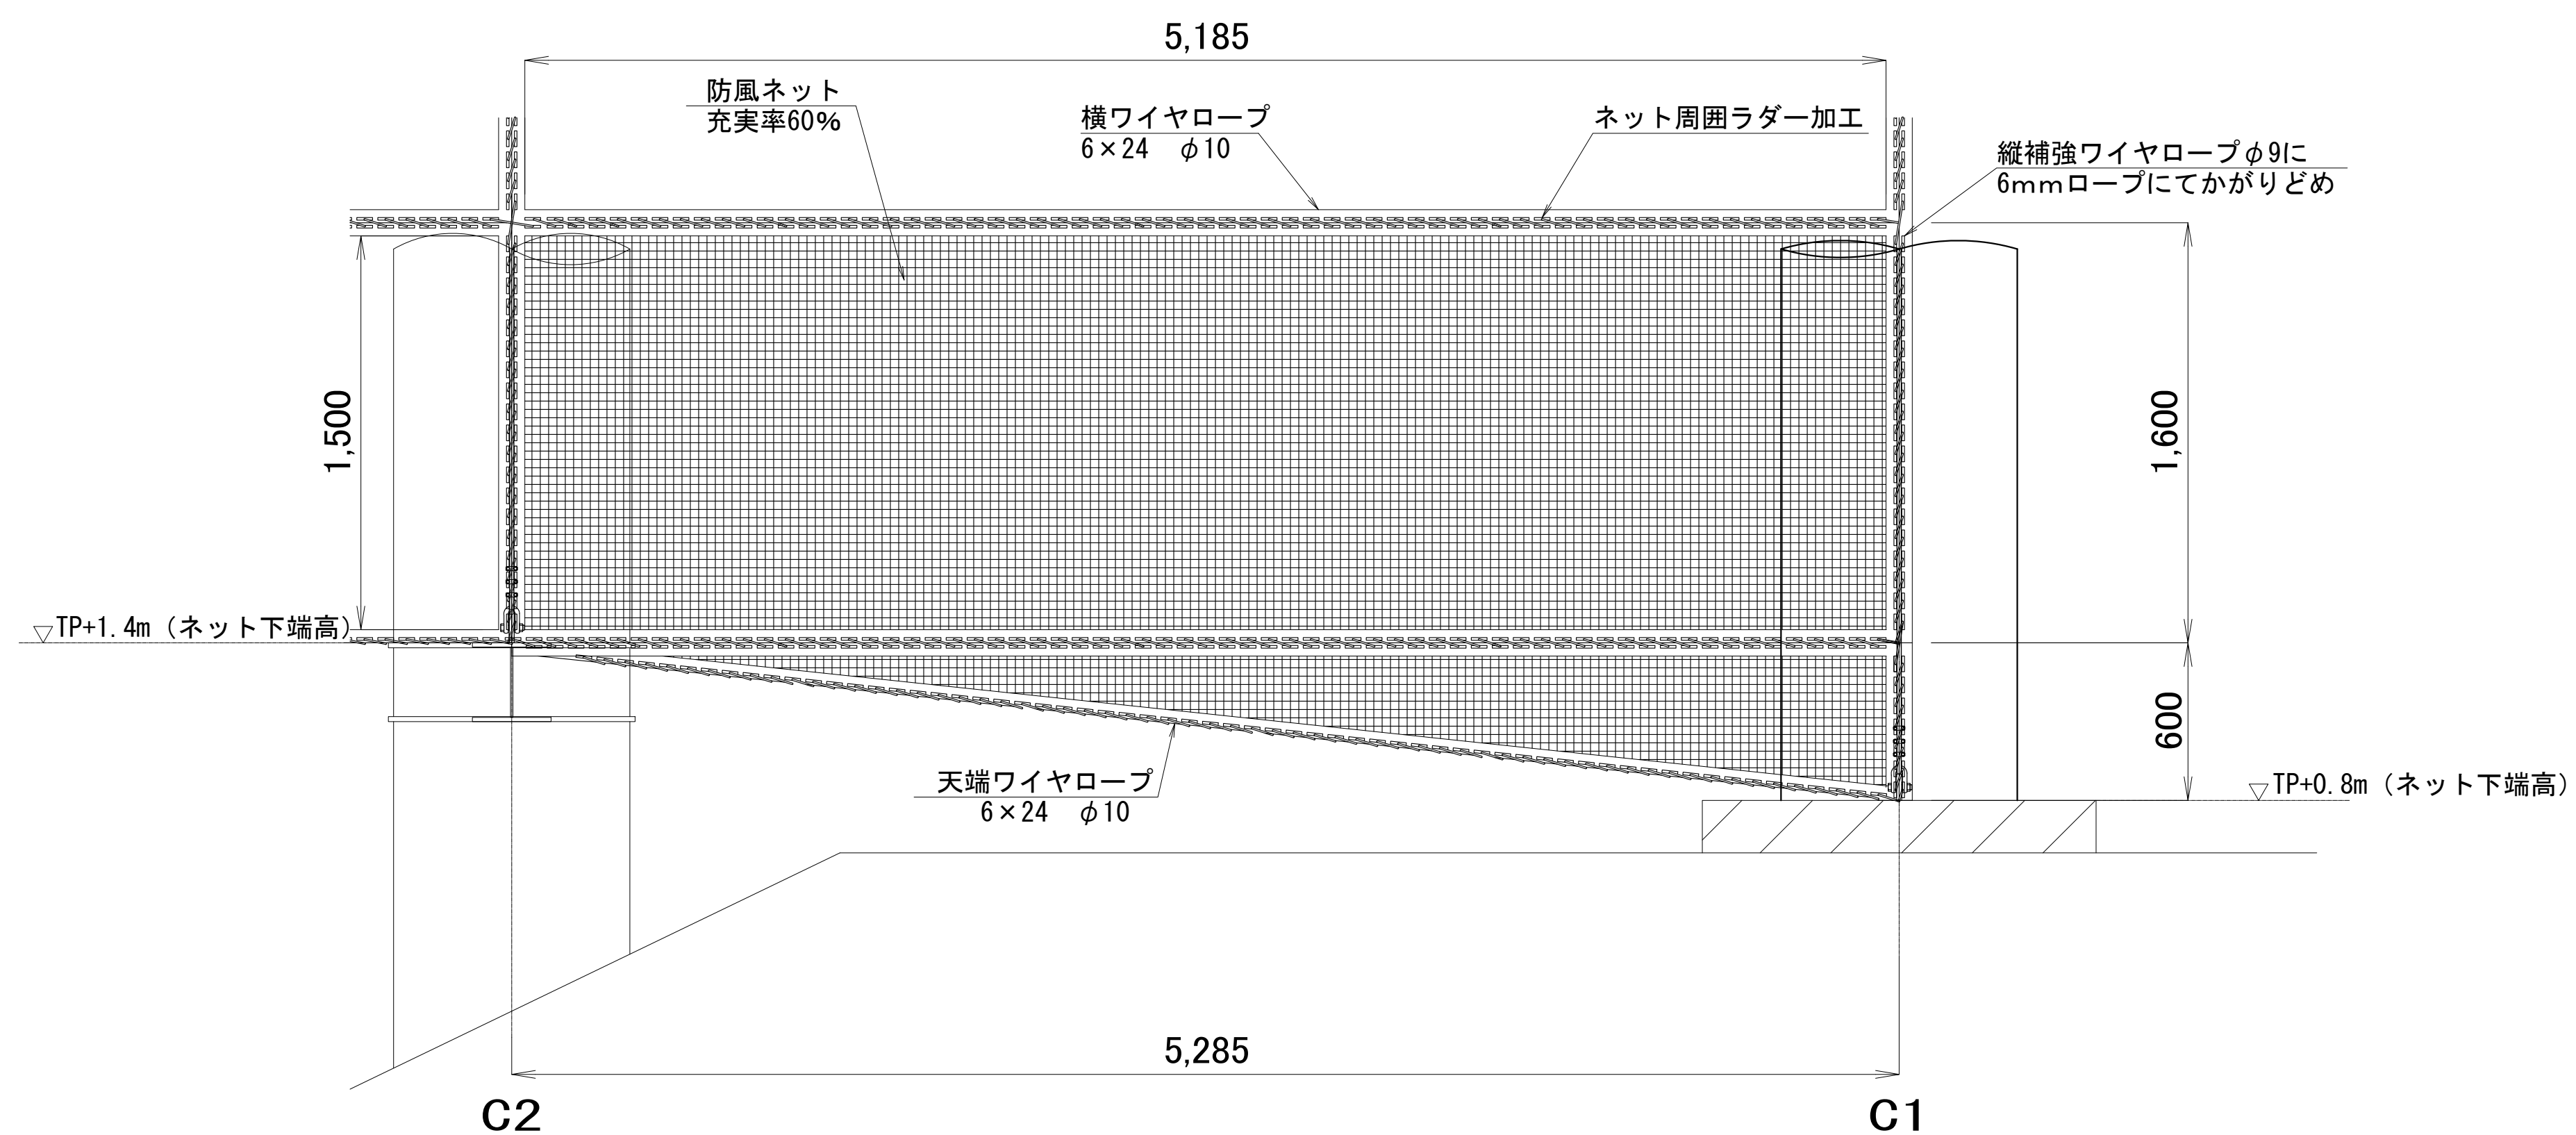 5,185
防風ネット
充実率60%
横ワイヤロープ
6×24 φ10
ネット周囲ラダー加工
縦補強ワイヤロープφ9に
6mmロープにてかがりどめ
1,500
1,600
▽TP+1.4m（ネット下端高）
600
天端ワイヤロープ
6×24 φ10
▽TP+0.8m（ネット下端高）
5,285
C2
C1